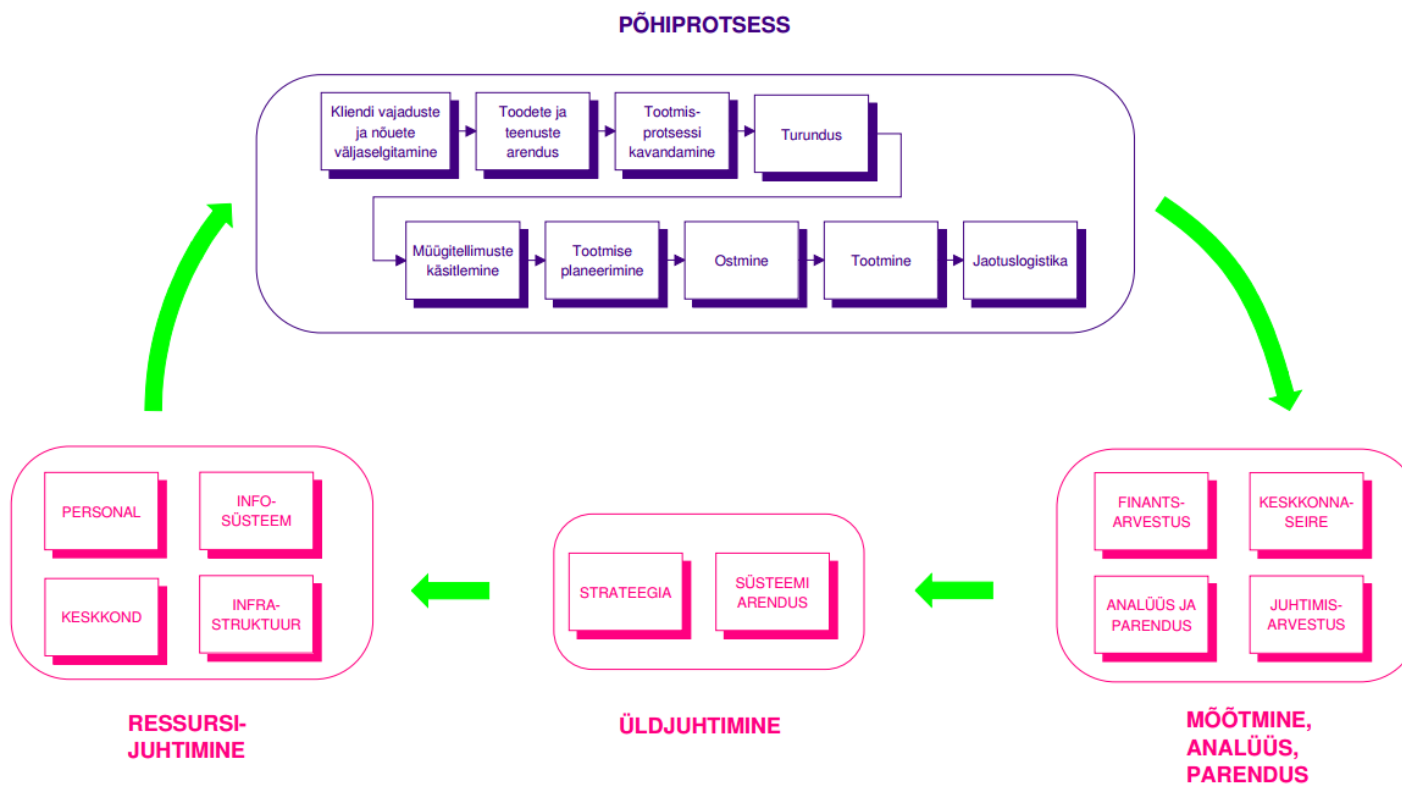 PÕHIPROTSESS
Kliendi vajaduste
ja nõuete
väljaselgitamine
Toodete ja
teenuste
arendus
Tootmis-
protsessi
kavandamine
Turundus
Müügitellimuste
käsitlemine
Tootmise
planeerimine
Ostmine
Tootmine
Jaotuslogistika
PERSONAL
INFO-
SÜSTEEM
KESKKOND
INFRA-
STRUKTUUR
RESSURSI-
JUHTIMINE
STRATEEGIA
SÜSTEEMI
ARENDUS
ÜLDJUHTIMINE
FINANTS-
ARVESTUS
KESKKONNA-
SEIRE
ANALÜÜS JA
PARENDUS
JUHTIMIS-
ARVESTUS
MÕÕTMINE,
ANALÜÜS,
PARENDUS